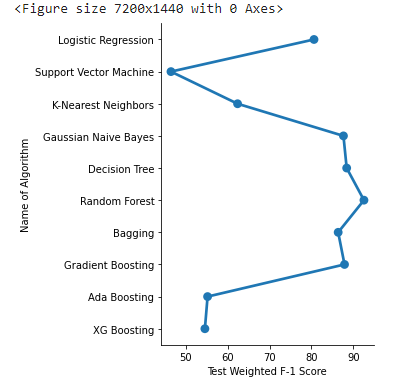 <Figure size 7200x1440 with 0 Axes>
Logistic Regression
Support Vector Machine
K-Nearest Neighbors
Gaussian Naive Bayes
Decision Tree
Random Forest
Bagging
Gradient Boosting
Ada Boosting
XG Boosting
Name of Algorithm
50 60 70 80 90
Test Weighted F-1 Score